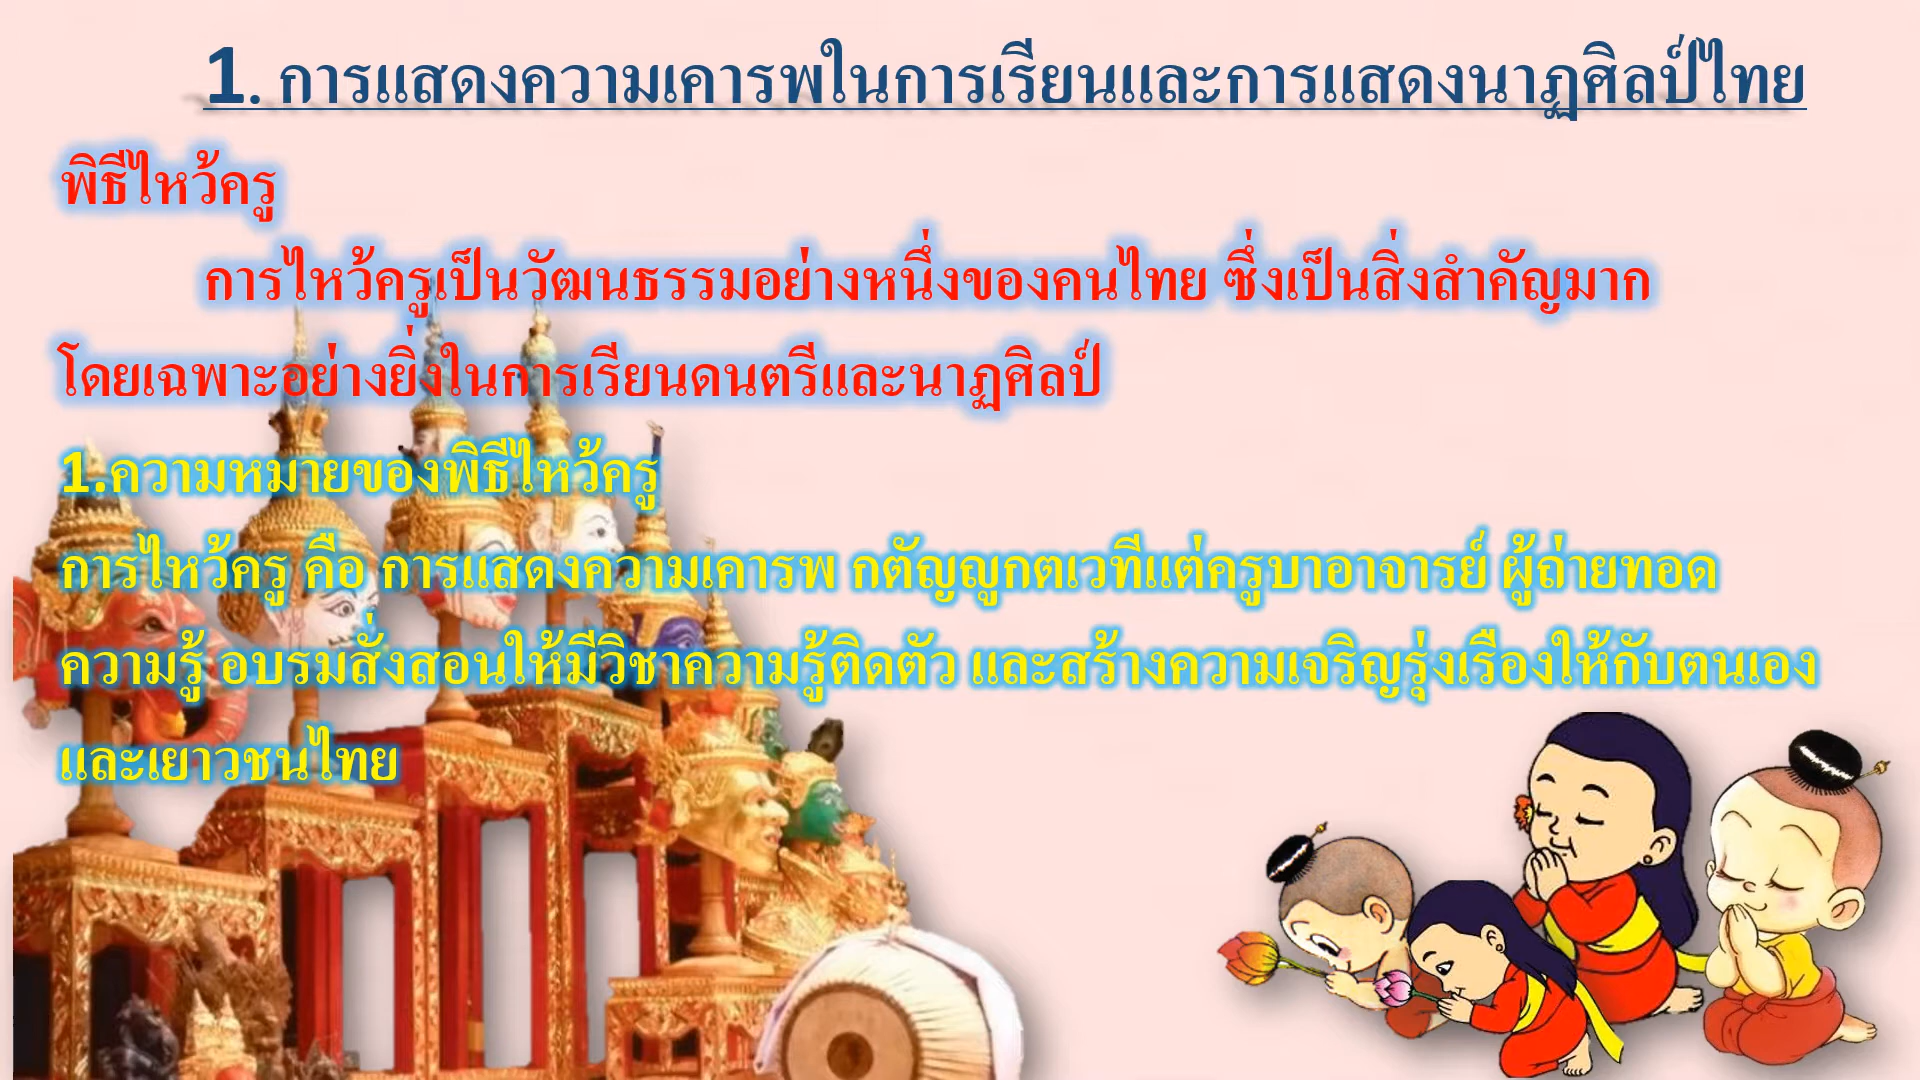 1. การแสดงความเคารพในการเรียนและการแสดงนาฏศิลป์ไทย
พิธีไหว้ครู
การไหว้ครูเป็นวัฒนธรรมอย่างหนึ่งของคนไทย ซึ่งเป็นสิ่งสำคัญมาก
โดยเฉพาะอย่างยิ่งในการเรียนดนตรีและนาฏศิลป์
1.ความหมายของพิธีไหว้ครู
การไหว้ครู คือ การแสดงความเคารพ กตัญญูกตเวทีแต่ครูบาอาจารย์ ผู้ถ่ายทอด
ความรู้ อบรมสั่งสอนให้มีวิชาความรู้ติดตัว และสร้างความเจริญรุ่งเรืองให้กับตนเอง
และเยาวชนไทย